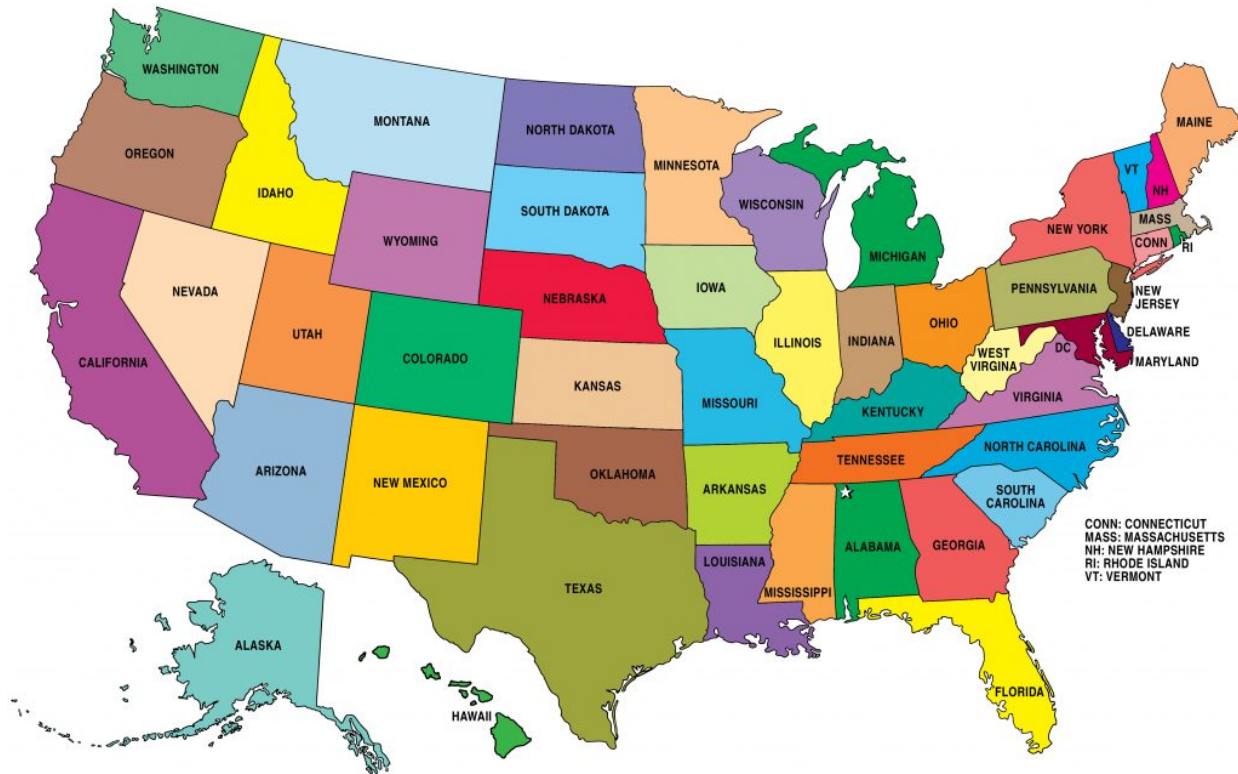 WASHINGTON
OREGON
IDAHO
MONTANA
NORTH DAKOTA
MINNESOTA
SOUTH DAKOTA
WYOMING
WISCONSIN
MICHIGAN
MAINE
VT
NH
MASS
CONN
RI
NEW YORK
CALIFORNIA
NEVADA
UTAH
COLORADO
NEBRASKA
IOWA
ILLINOIS
INDIANA
OHIO
PENNSYLVANIA
NEW
JERSEY
DELAWARE
MARYLAND
DC
WEST
VIRGINA
VIRGINIA
KANSAS
MISSOURI
KENTUCKY
ARIZONA
NEW MEXICO
OKLAHOMA
ARKANSAS
TENNESSEE
NORTH CAROLINA
SOUTH
CAROLINA
TEXAS
LOUISIANA
MISSISSIPPI
ALABAMA
GEORGIA
FLORIDA
ALASKA
HAWAII
CONN: CONNECTICUT
MASS: MASSACHUSETTS
NH: NEW HAMPSHIRE
RI: RHODE ISLAND
VT: VERMONT